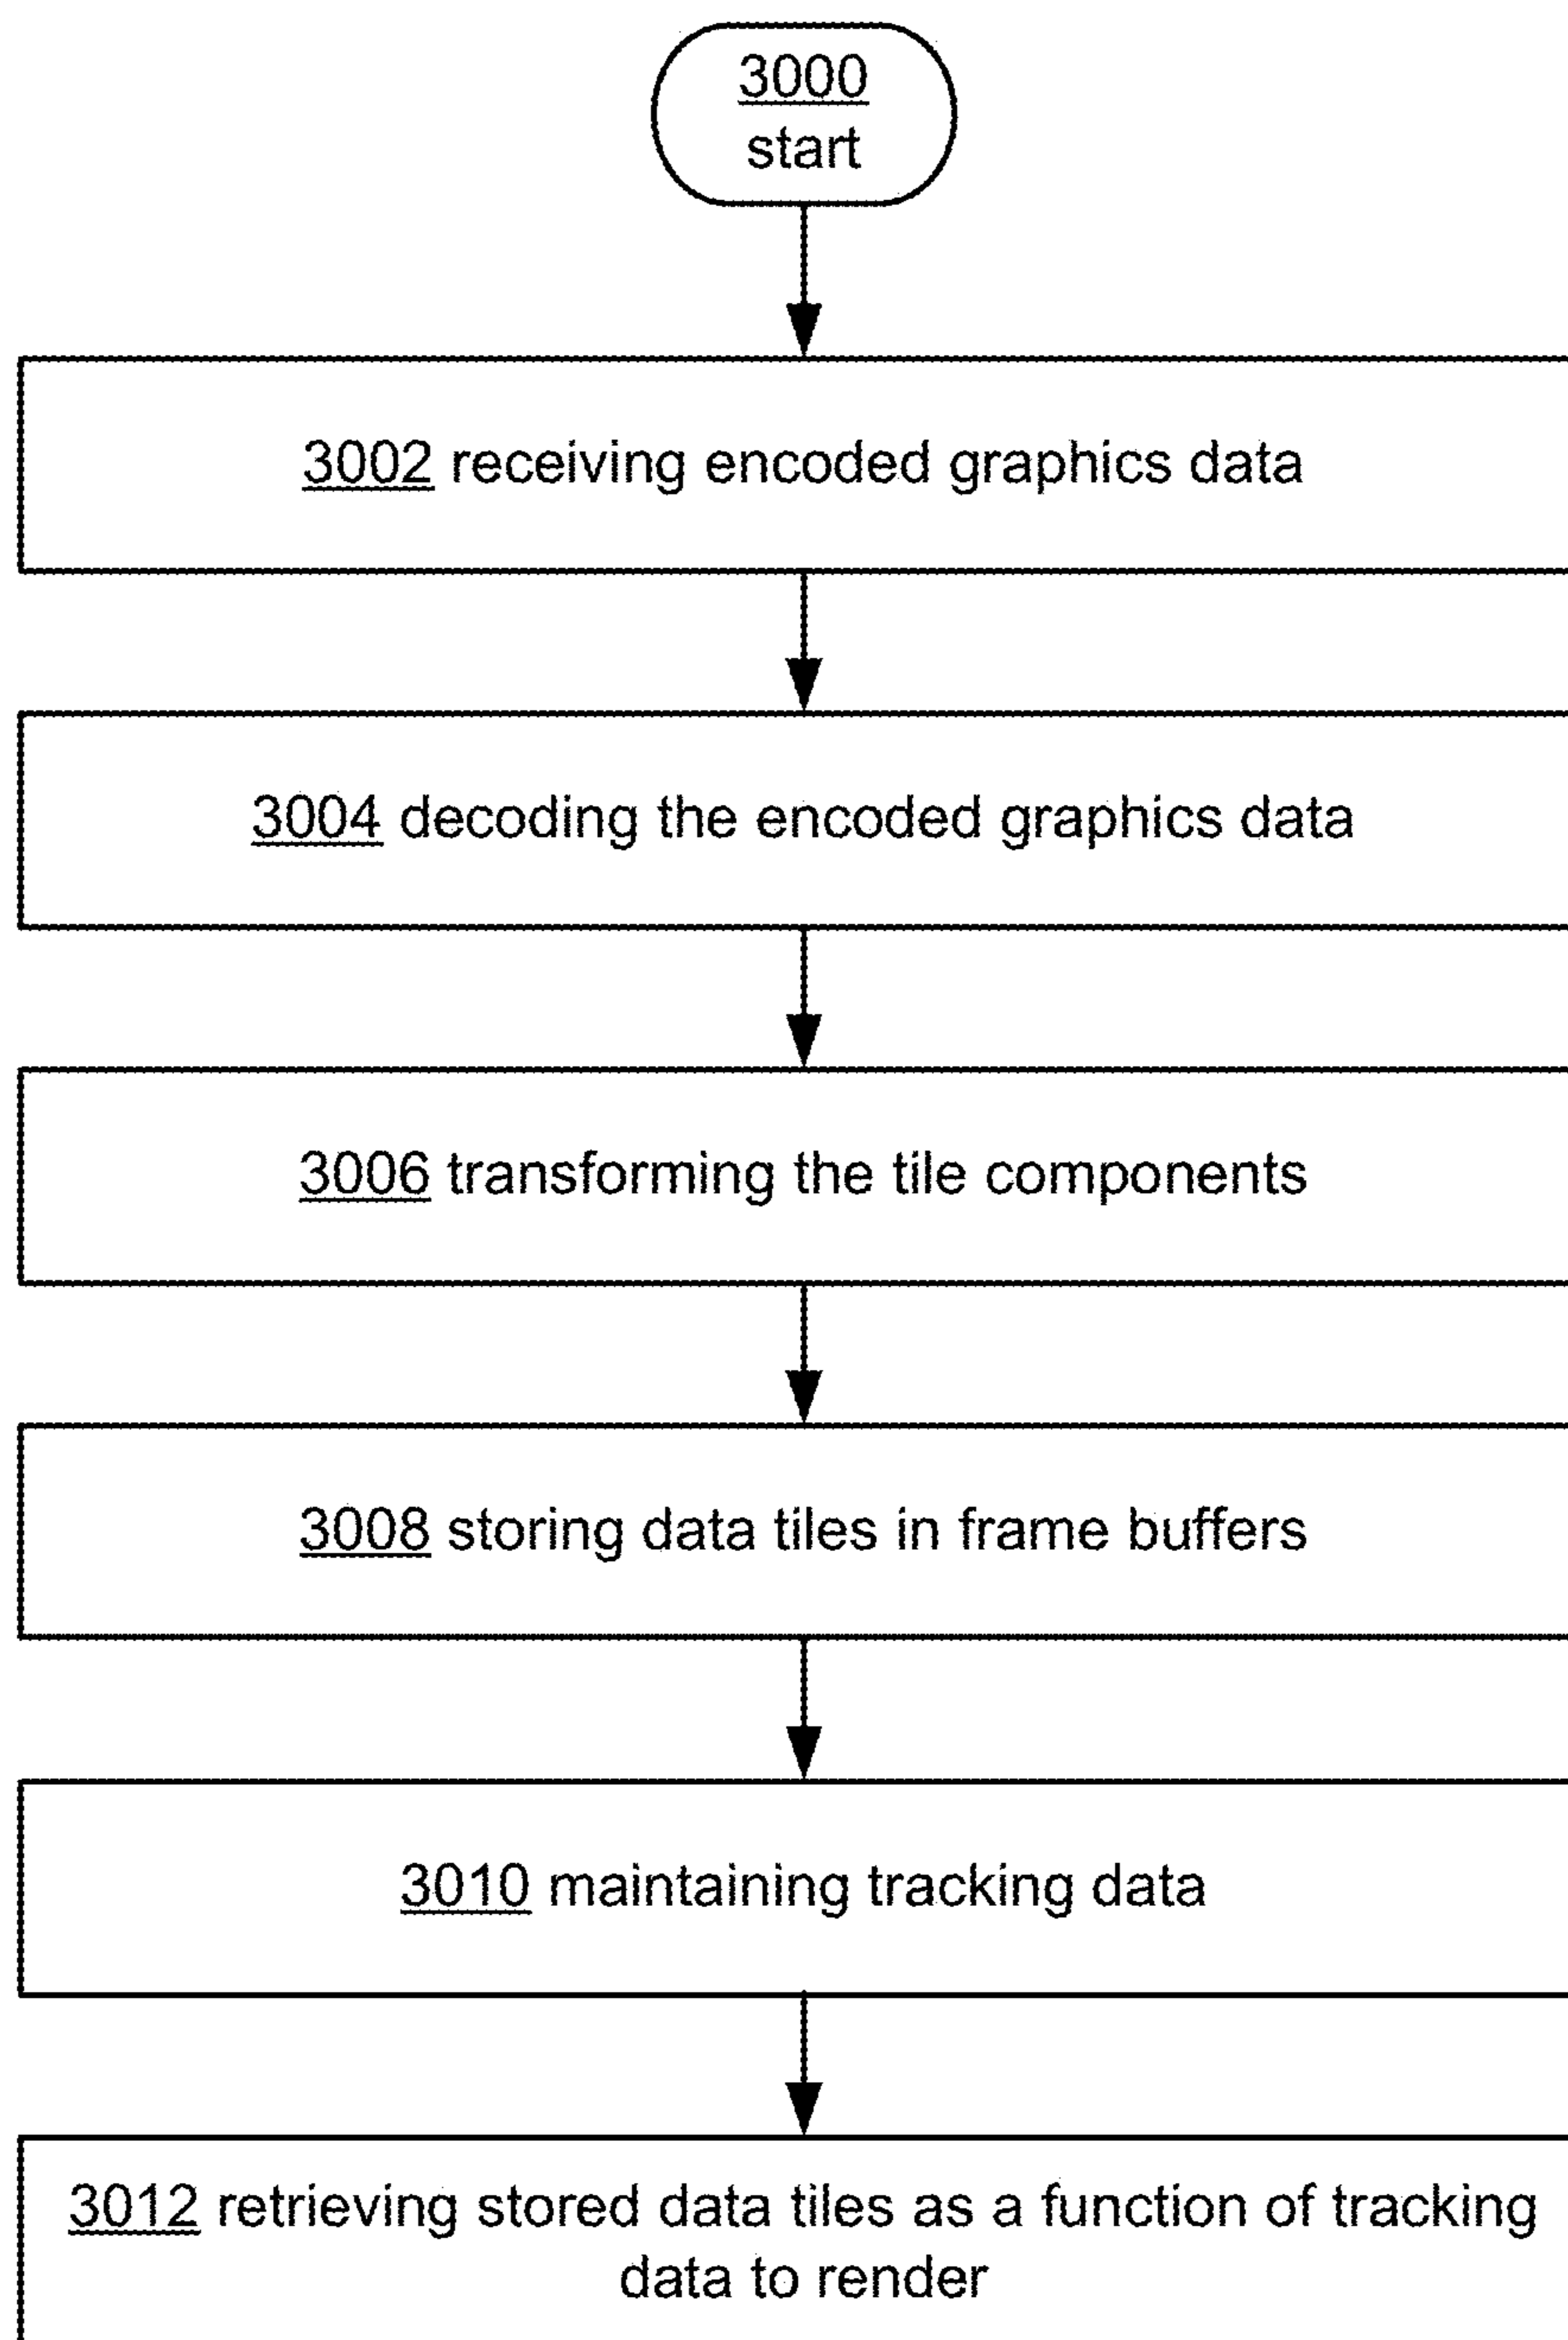 3000
start
3002 receiving encoded graphics data
3004 decoding the encoded graphics data
3006 transforming the tile components
3008 storing data tiles in frame buffers
3010 maintaining tracking data
3012 retrieving stored data tiles as a function of tracking
data to render